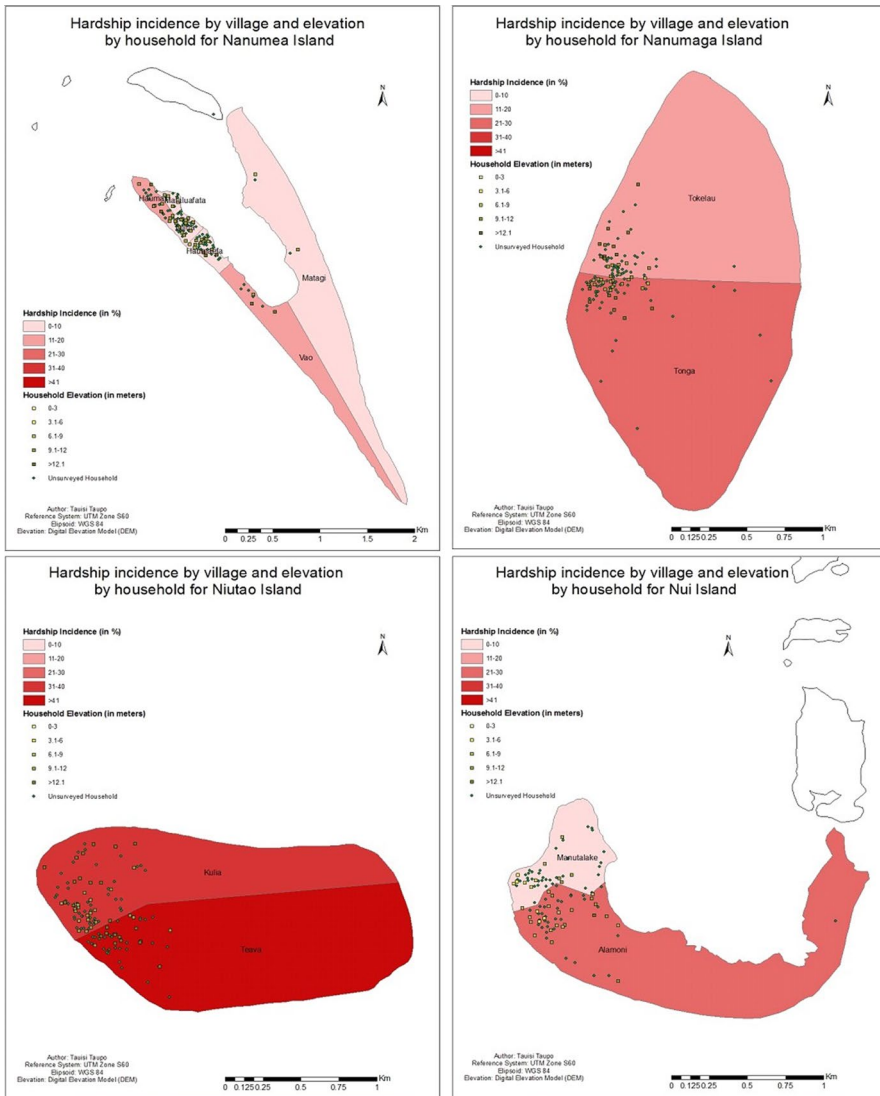 Hardship incidence by village and elevation
by household for Nanumea Island
N
Matagi
Vao
Hardship Incidence (in %)
0-10
11-20
21-30
31-40
>41
Household Elevation (in meters)
0-3
3.1-6
6.1-9
9.1-12
>12.1
Unsurveyed Household
Author: Tauisi Taupo
Reference System: UTM Zone S60
Elipsoid: WGS 84
Elevation: Digital Elevation Model (DEM)
Km
0 0.25 0.5 1 1.5 2
Hardship incidence by village and elevation
by household for Nanumaga Island
N
Hardship Incidence (in %)
0-10
11-20
21-30
31-40
>41
Household Elevation (in meters)
0-3
3.1-6
6.1-9
9.1-12
>12.1
Unsurveyed Household
Tokelau
Tonga
Author: Tauisi Taupo
Reference System: UTM Zone S60
Elipsoid: WGS 84
Elevation: Digital Elevation Model (DEM)
Km
0 0.125 0.25 0.5 0.75 1
Hardship incidence by village and elevation
by household for Niutao Island
N
Hardship Incidence (in %)
0-10
11-20
21-30
31-40
>41
Household Elevation (in meters)
0-3
3.1-6
6.1-9
9.1-12
>12.1
Unsurveyed Household
Kulia
Author: Tauisi Taupo
Reference System: UTM Zone S60
Elipsoid: WGS 84
Elevation: Digital Elevation Model (DEM)
Km
0 0.125 0.25 0.5 0.75 1
Hardship incidence by village and elevation
by household for Nui Island
N
Hardship Incidence (in %)
0-10
11-20
21-30
31-40
>41
Household Elevation (in meters)
0-3
3.1-6
6.1-9
9.1-12
>12.1
Unsurveyed Household
Manutalake
Alamoni
Author: Tauisi Taupo
Reference System: UTM Zone S60
Elipsoid: WGS 84
Elevation: Digital Elevation Model (DEM)
Km
0 0.125 0.25 0.5 0.75 1